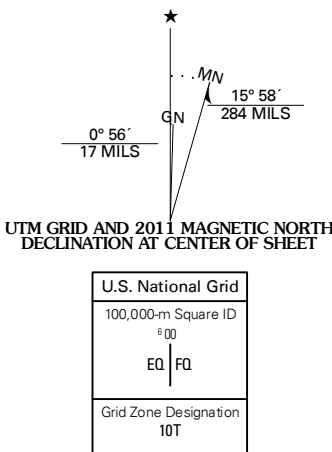 ★
MN
GN
15° 58´
284 MILS
0° 56´
17 MILS
UTM GRID AND 2011 MAGNETIC NORTH
DECLINATION AT CENTER OF SHEET
U.S. National Grid
100,000-m Square ID
⁶00
EQ FQ
Grid Zone Designation
10T